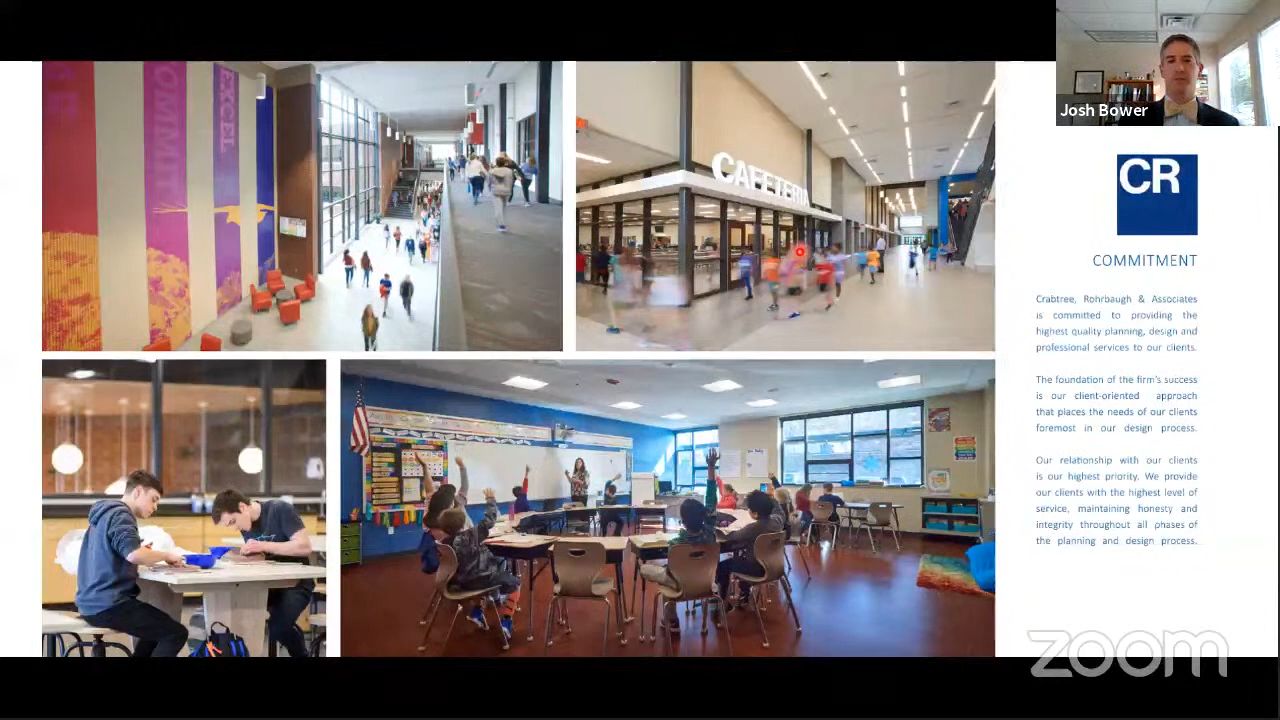 COMMIT
EXCEL
CAFETERIA
Josh Bower
CR
COMMITMENT
Crabtree, Rohrbaugh & Associates
is committed to providing the
highest quality planning, design and
professional services to our clients.
The foundation of the firm's success
is our client-oriented approach
that places the needs of our clients
foremost in our design process.
Our relationship with our clients
is our highest priority. We provide
our clients with the highest level of
service, maintaining honesty and
integrity throughout all phases of
the planning and design process.
zoom